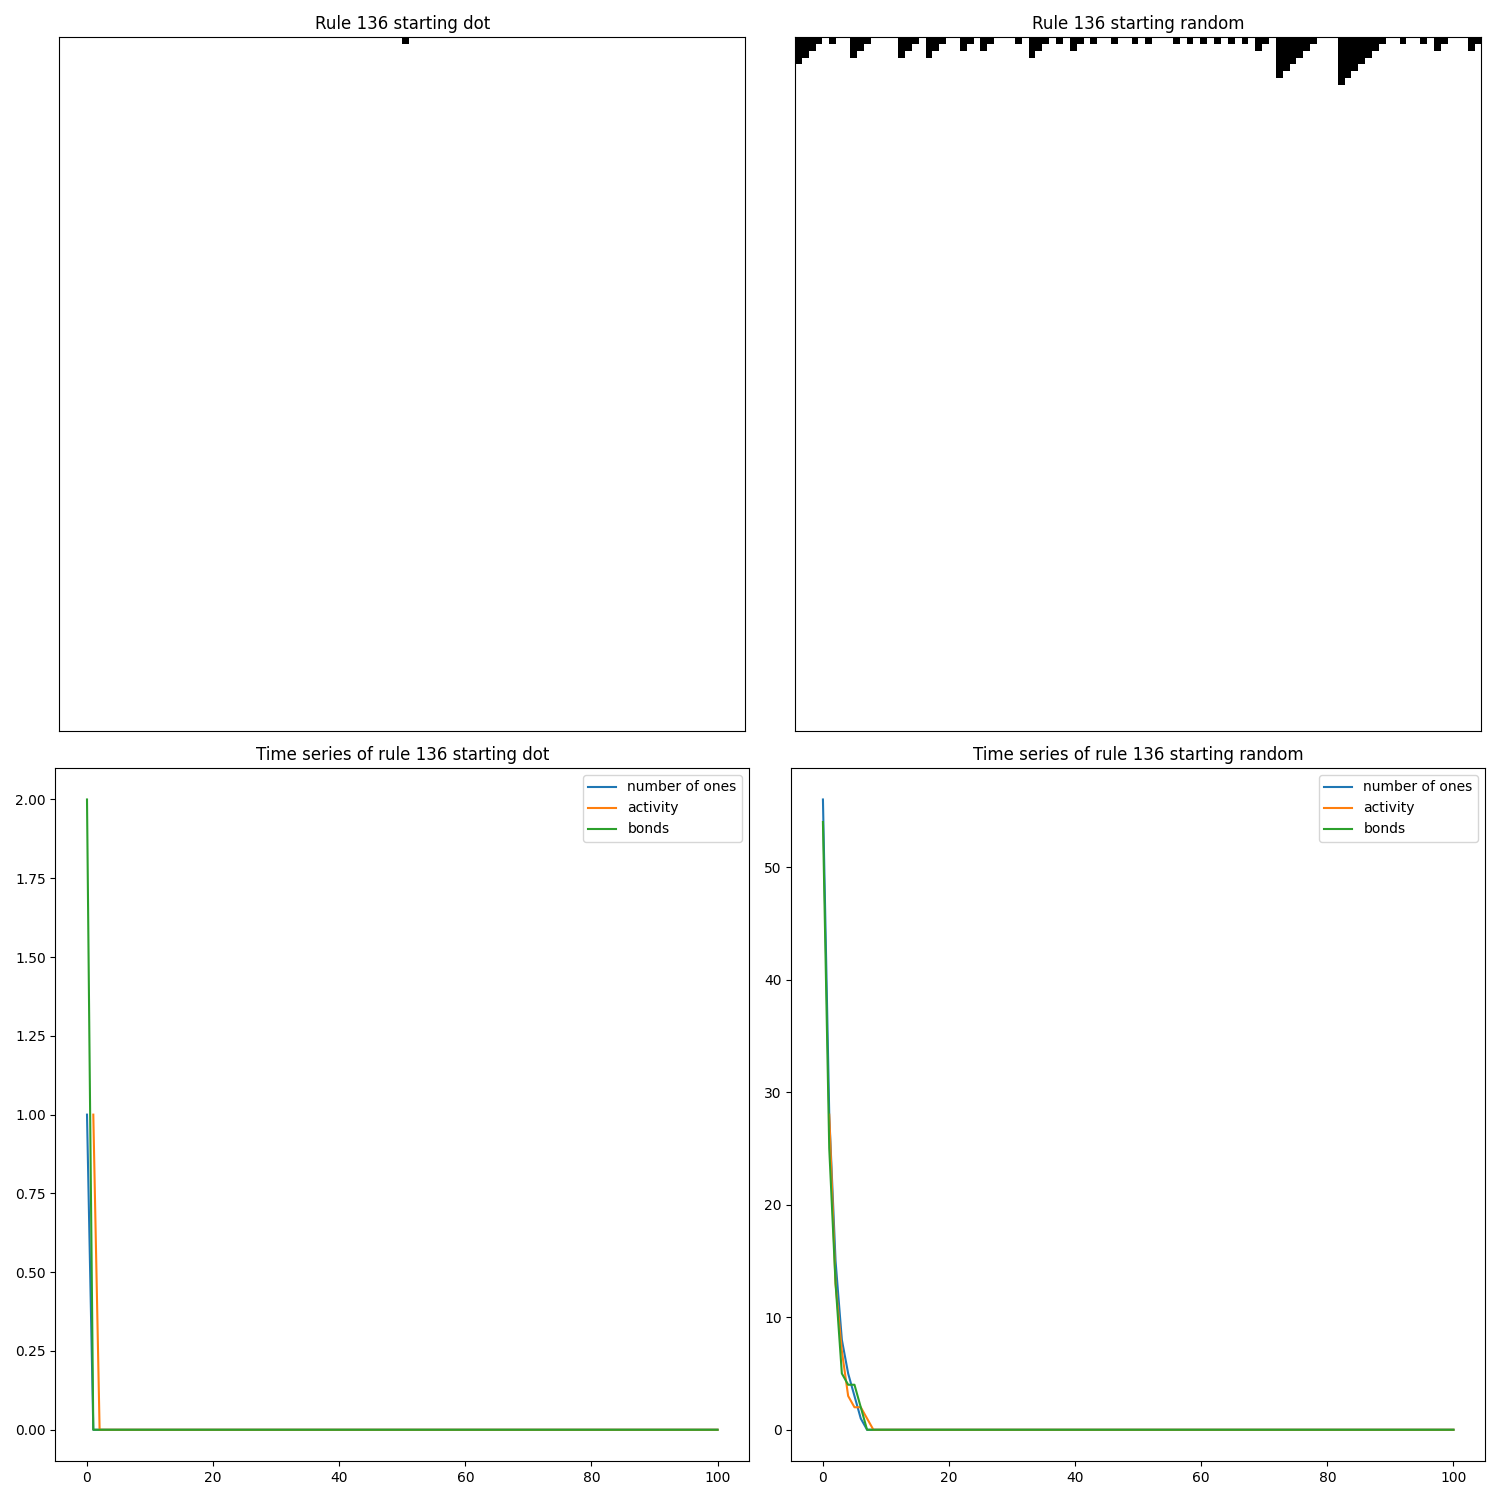 Rule 136 starting dot
Rule 136 starting random
Time series of rule 136 starting dot
number of ones
activity
bonds
2.00
1.75
1.50
1.25
1.00
0.75
0.50
0.25
0.00
0 20 40 60 80 100
Time series of rule 136 starting random
number of ones
activity
bonds
50
40
30
20
10
0
0 20 40 60 80 100